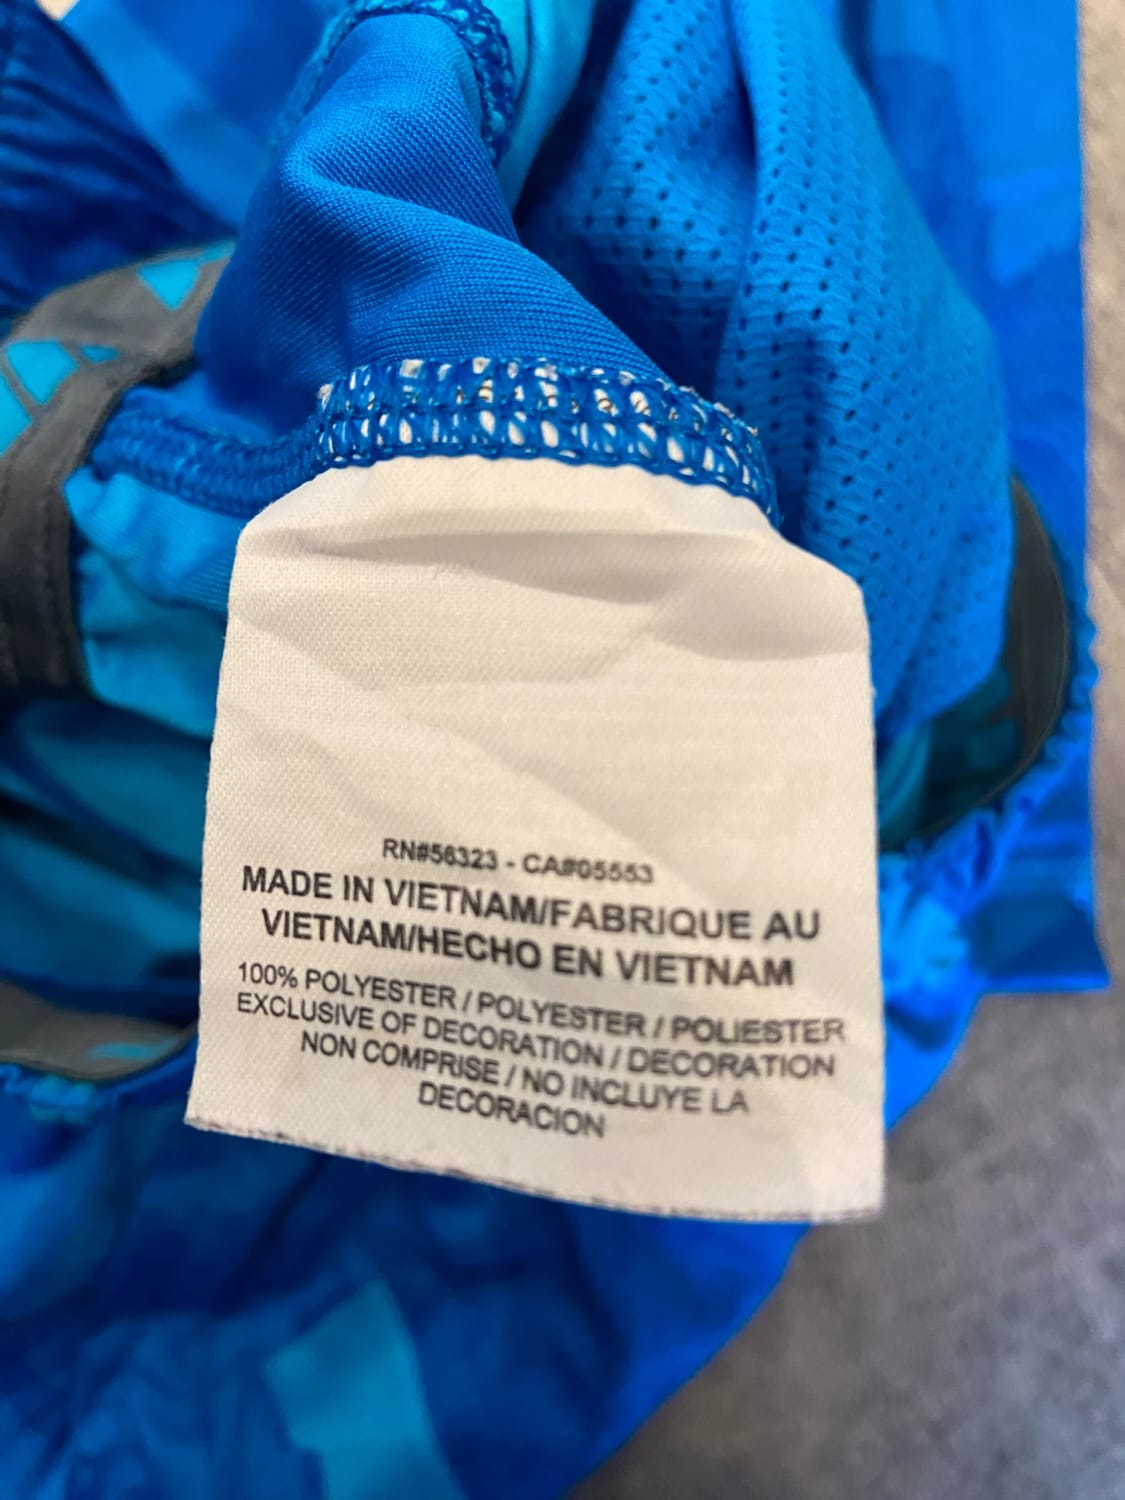 RN#56323 - CA#05553
MADE IN VIETNAM/FABRIQUE AU
VIETNAM/HECHO EN VIETNAM
100% POLYESTER / POLYESTER / POLIESTER
EXCLUSIVE OF DECORATION / DECORATION
NON COMPRISE / NO INCLUYE LA
DECORACION